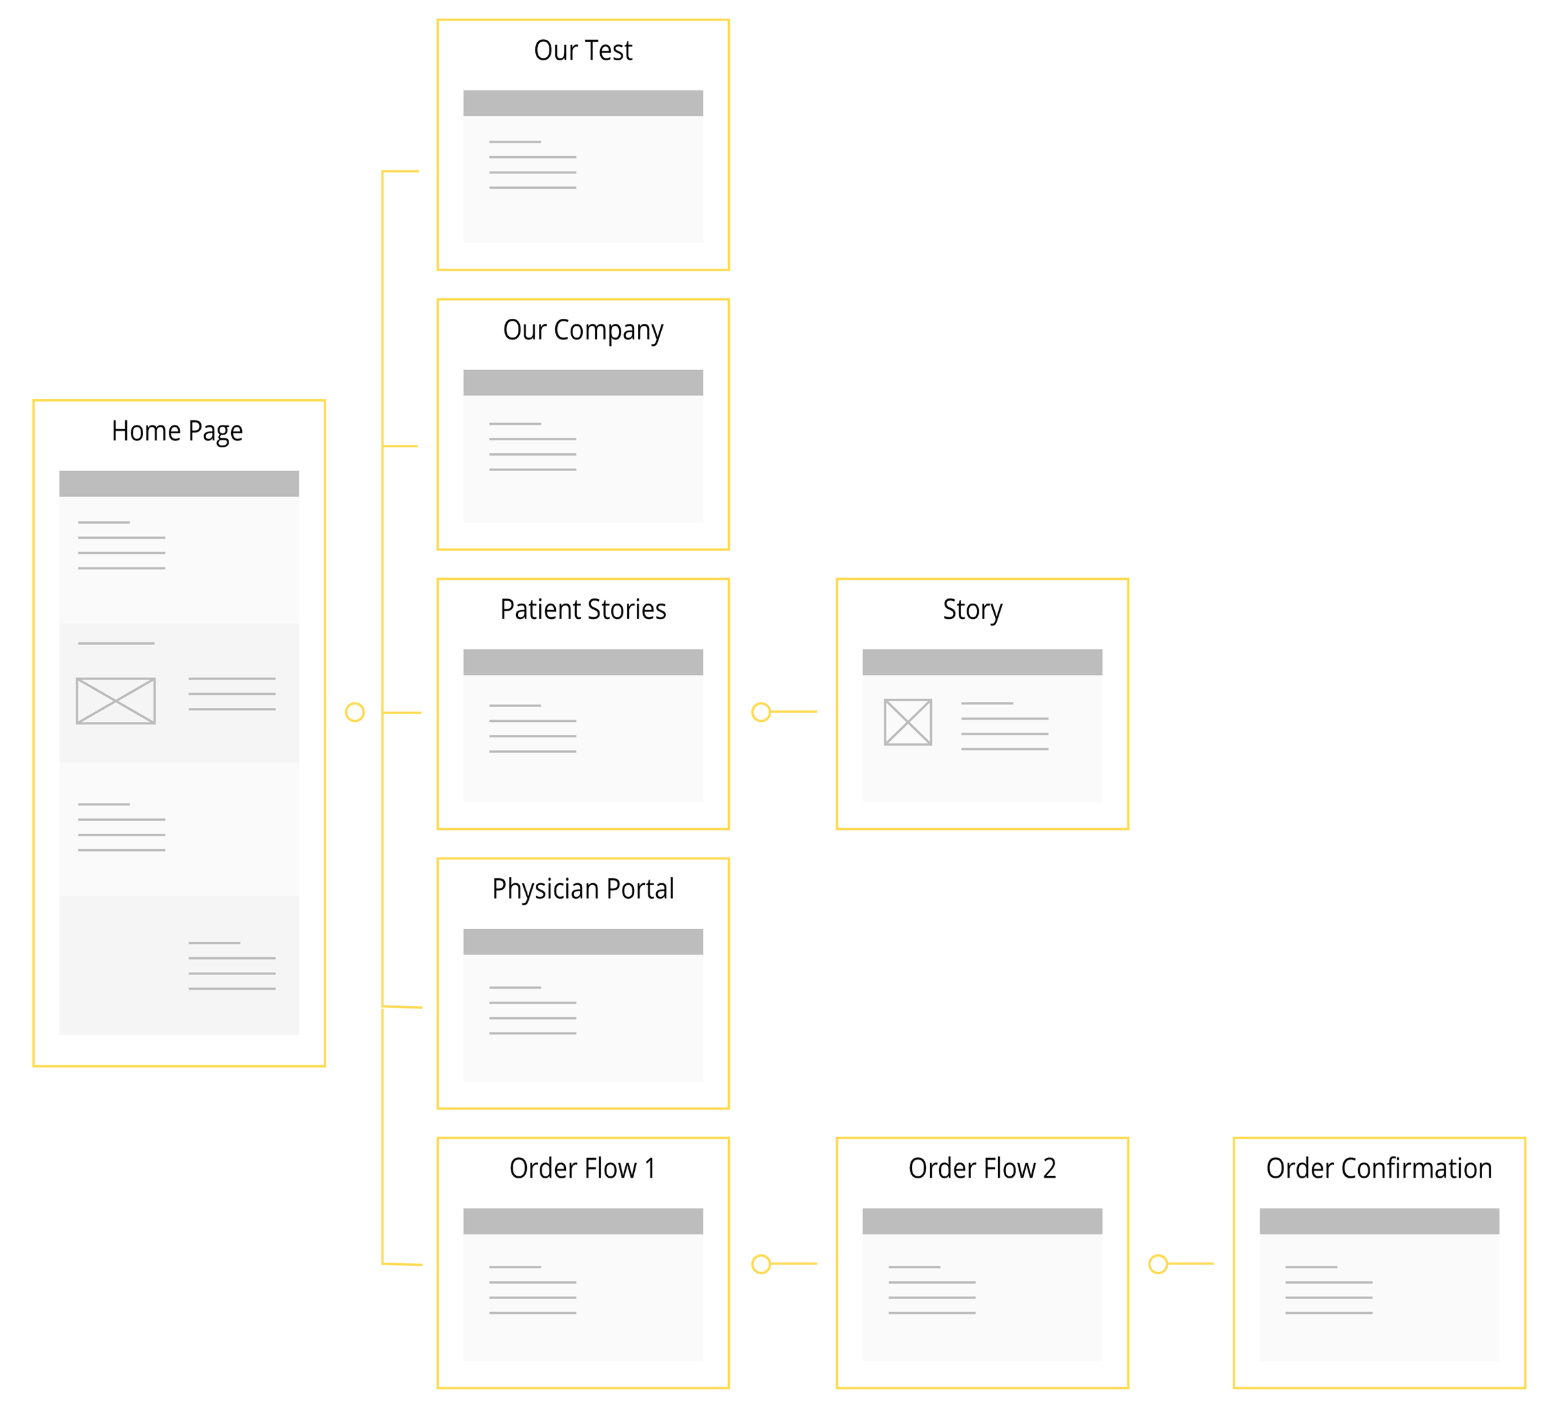 Our Test
Our Company
Home Page
Patient Stories
Story
Physician Portal
Order Flow 1
Order Flow 2
Order Confirmation